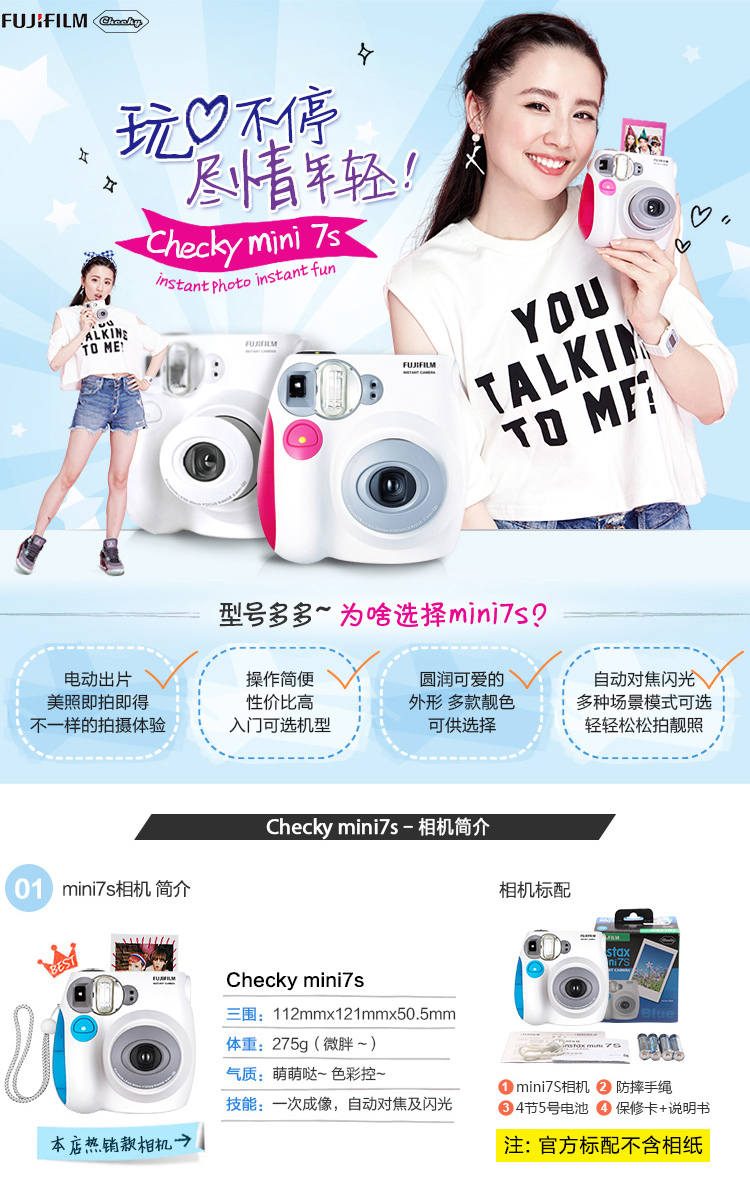 FUJIFILM Checky
玩♡不停
尽情年轻!
Checky mini 7s
instant photo instant fun
YOU
TALKIN
TO ME?
TALKING
TO ME?
FUJIFILM
INSTANT CAMERA
FUJIFILM
INSTANT CAMERA
型号多多~ 为啥选择mini7s?
电动出片
美照即拍即得
不一样的拍摄体验
操作简便
性价比高
入门可选机型
圆润可爱的
外形 多款靓色
可供选择
自动对焦闪光
多种场景模式可选
轻轻松松拍靓照
Checky mini7s – 相机简介
01 mini7s相机 简介
BEST
FUJIFILM
Checky mini7s
三围: 112mmx121mmx50.5mm
体重: 275g ( 微胖 ~ )
气质: 萌萌哒~ 色彩控~
技能: 一次成像，自动对焦及闪光
本店热销款相机→
相机标配
Blue
instax mini 7S
1 mini7S相机 2 防摔手绳
3 4节5号电池 4 保修卡+说明书
注: 官方标配不含相纸